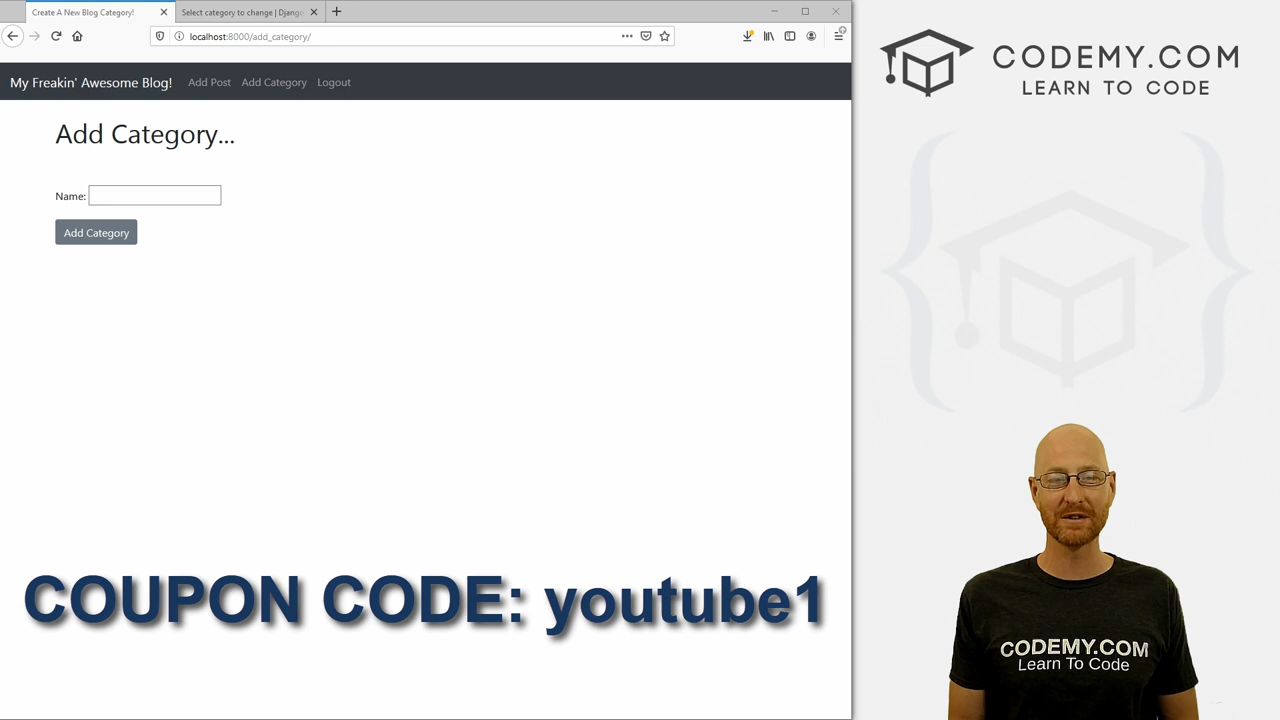 Create A New Blog Category!
Select category to change | Django
localhost:8000/add_category/
My Freakin' Awesome Blog! Add Post Add Category Logout
Add Category...
Name:
Add Category
COUPON CODE: youtube1
CODEMY.COM
LEARN TO CODE
CODEMY.COM
Learn To Code